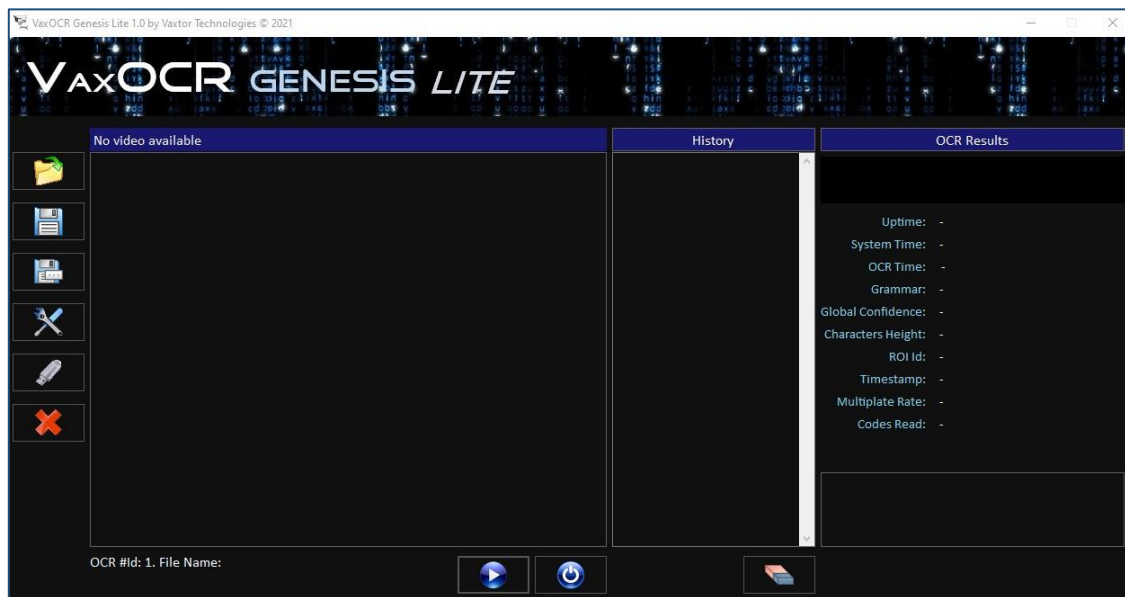 VaxOCR Genesis Lite 1.0 by Vaxtor Technologies © 2021
VAXOCR GENESIS LITE
No video available
History
OCR Results
Uptime: -
System Time: -
OCR Time: -
Grammar: -
Global Confidence: -
Characters Height: -
ROI Id: -
Timestamp: -
Multiplate Rate: -
Codes Read: -
OCR #Id: 1. File Name: